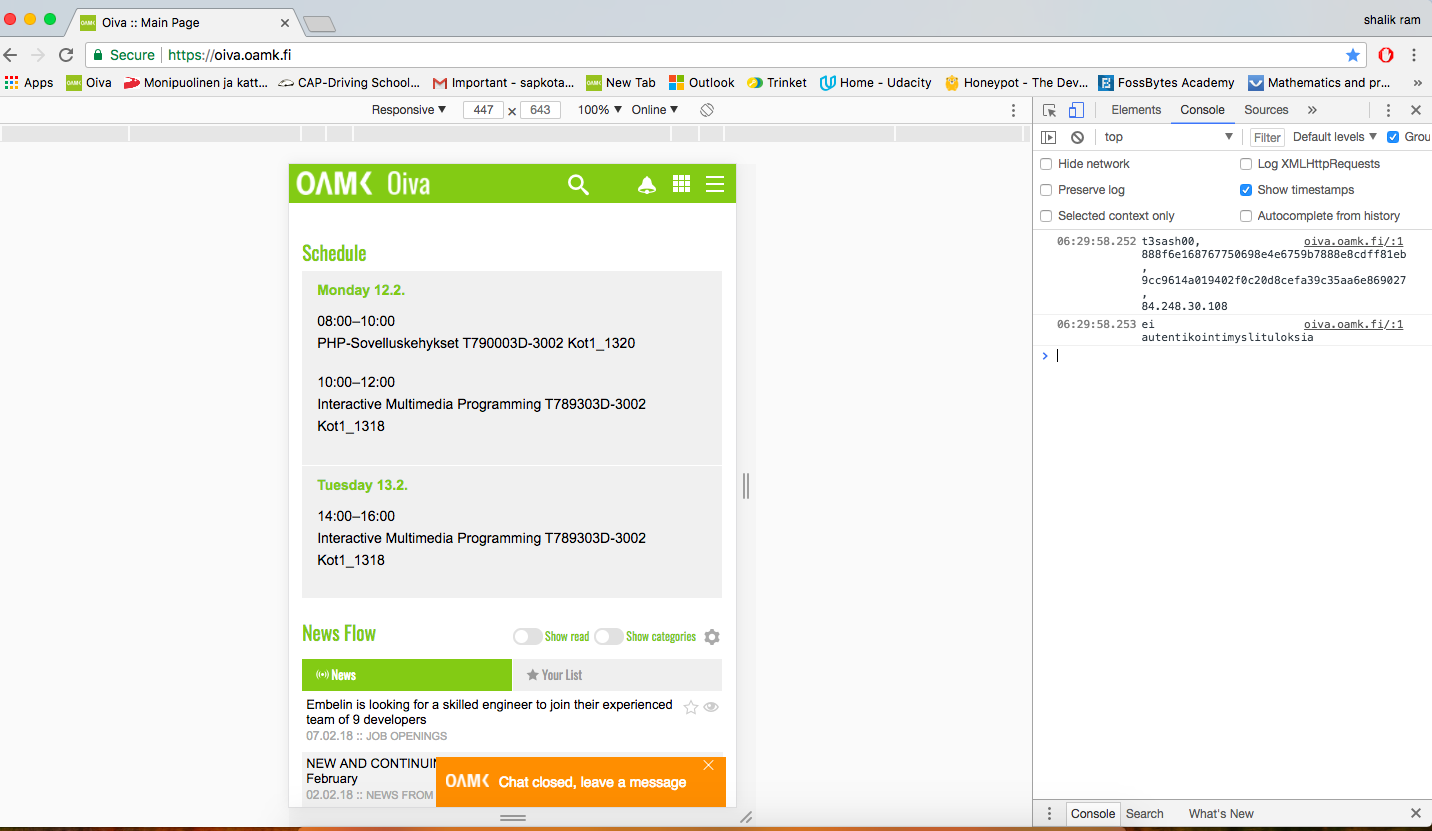 Oiva :: Main Page
shalik ram
Secure https://oiva.oamk.fi
Apps OAMK Oiva Monipuolinen ja katt... CAP-Driving School... Important - sapkota... OAMK New Tab Outlook Trinket Home - Udacity Honeypot - The Dev... FossBytes Academy Mathematics and pr... »
Responsive ▼ 447 × 643 100% ▼ Online ▼
Elements Console Sources »
top ▼ Filter Default levels ▼ Grou
Hide network Log XMLHttpRequests
Preserve log Show timestamps
Selected context only Autocomplete from history
06:29:58.252 t3sash00, oiva.oamk.fi/:1
888f6e168767750698e4e6759b7888e8cdff81eb
,
9cc9614a019402f0c20d8cefa39c35aa6e869027
,
84.248.30.108
06:29:58.253 ei oiva.oamk.fi/:1
autentikointimyslituloksia
OAMK Oiva
Schedule
Monday 12.2.
08:00–10:00
PHP-Sovelluskehykset T790003D-3002 Kot1_1320
10:00–12:00
Interactive Multimedia Programming T789303D-3002
Kot1_1318
Tuesday 13.2.
14:00–16:00
Interactive Multimedia Programming T789303D-3002
Kot1_1318
News Flow Show read Show categories
News Your List
Embelin is looking for a skilled engineer to join their experienced
team of 9 developers
07.02.18 :: JOB OPENINGS
NEW AND CONTINUIN
February
02.02.18 :: NEWS FROM
OAMK Chat closed, leave a message
Console Search What's New